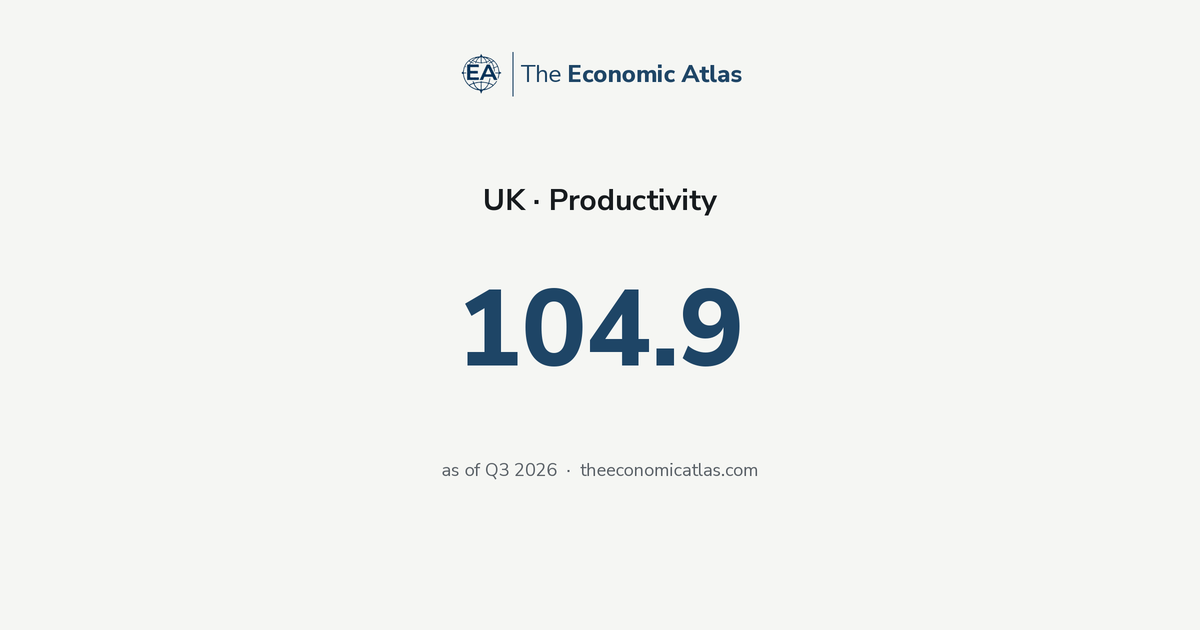 EA The Economic Atlas
UK · Productivity
104.9
as of Q3 2026 · theeconomicatlas.com